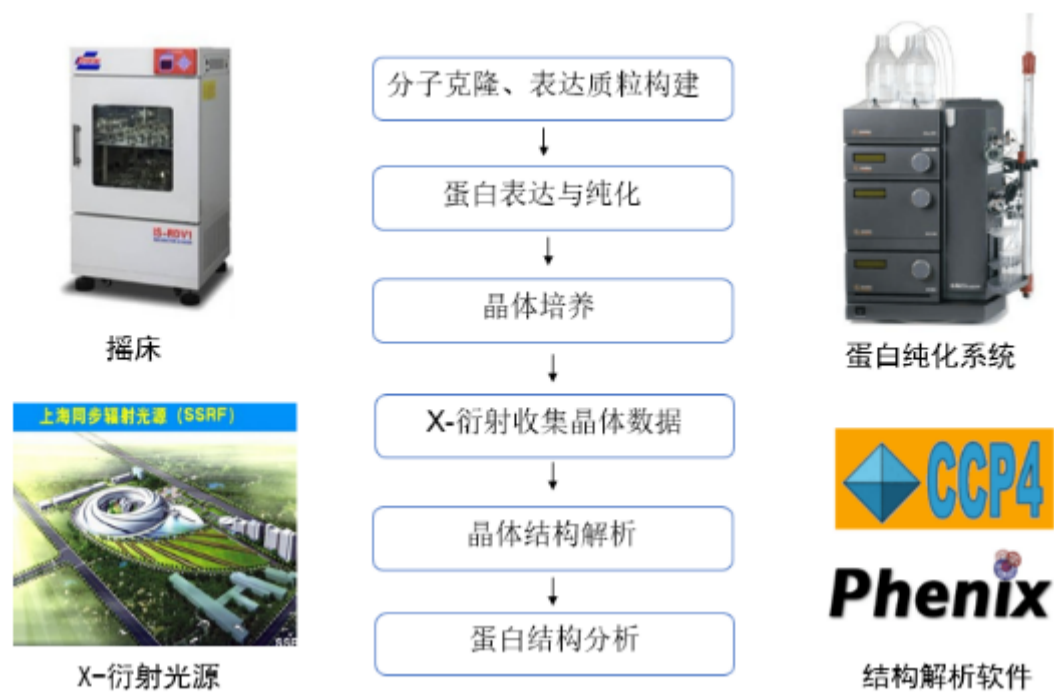 分子克隆、表达质粒构建
蛋白表达与纯化
IS-RDV1
晶体培养
摇床
蛋白纯化系统
上海同步辐射光源（SSRF）
X-衍射收集晶体数据
CCP4
晶体结构解析
Phenix
蛋白结构分析
SSRF
X-衍射光源
结构解析软件